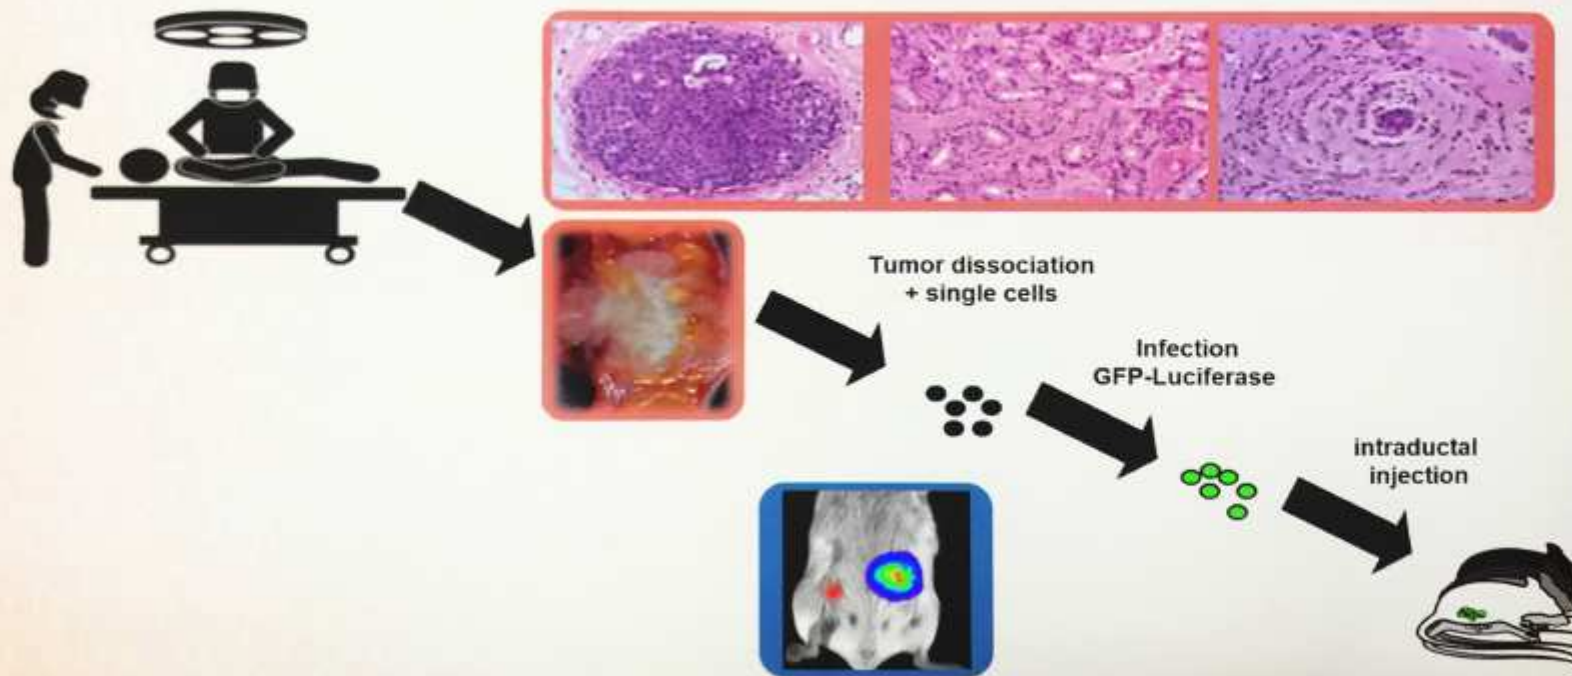 Tumor dissociation
+ single cells
Infection
GFP-Luciferase
intraductal
injection